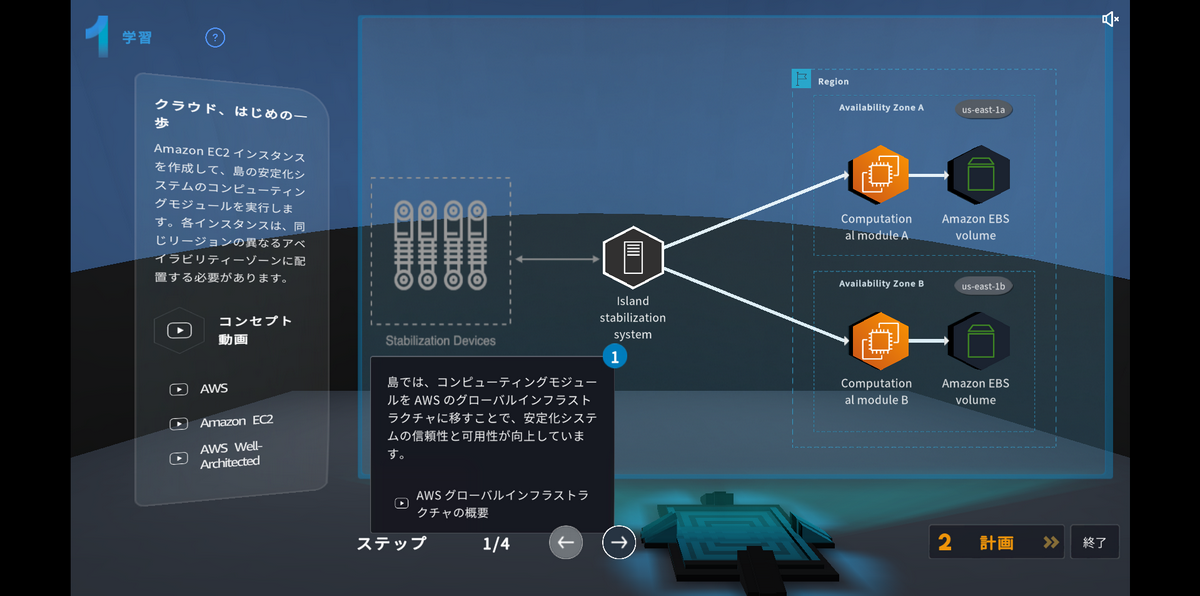 1 学習
?
クラウド、はじめの一
歩
Amazon EC2 インスタンス
を作成して、島の安定化シ
ステムのコンピューティン
グモジュールを実行しま
す。各インスタンスは、同
じリージョンの異なるアベ
イラビリティーゾーンに配
置する必要があります。
コンセプト
動画
AWS
Amazon EC2
AWS Well-
Architected
Region
Availability Zone A
us-east-1a
Computation
al module A
Amazon EBS
volume
Island
stabilization
system
Stabilization Devices
Availability Zone B
us-east-1b
Computation
al module B
Amazon EBS
volume
1
島では、コンピューティングモジュー
ルを AWS のグローバルインフラスト
ラクチャに移すことで、安定化システ
ムの信頼性と可用性が向上していま
す。
AWS グローバルインフラストラ
クチャの概要
ステップ 1/4
2 計画
終了